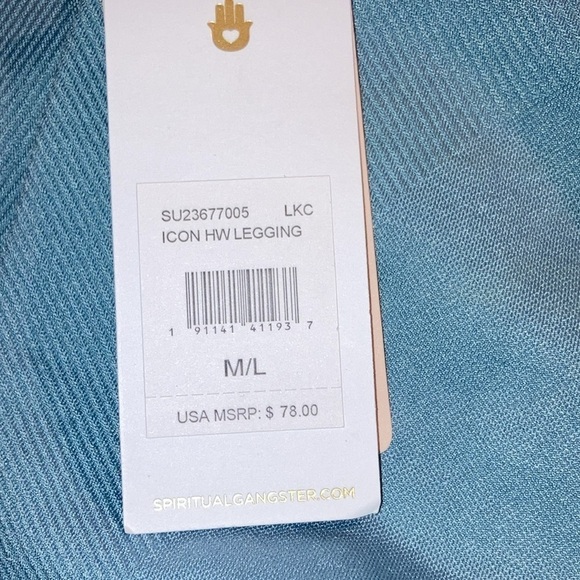 SU23677005 LKC
ICON HW LEGGING
1 91141 41193 7
M/L
USA MSRP: $ 78.00
SPIRITUALGANGSTER.COM